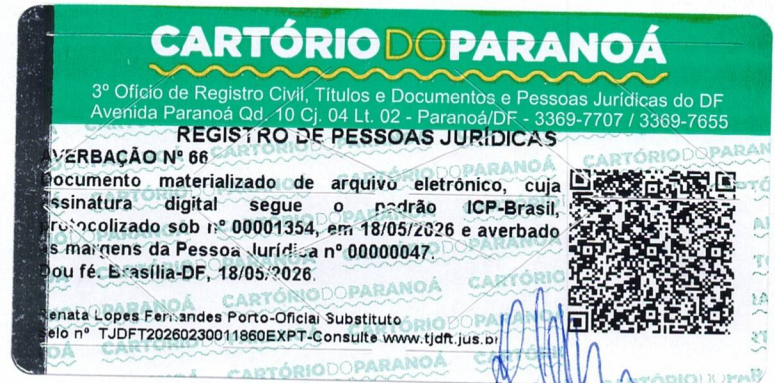 CARTÓRIO DO PARANOÁ
3º Ofício de Registro Civil, Títulos e Documentos e Pessoas Jurídicas do DF
Avenida Paranoá Qd. 10 Cj. 04 Lt. 02 - Paranoá/DF - 3369-7707 / 3369-7655
REGISTRO DE PESSOAS JURÍDICAS
AVERBAÇÃO Nº 66
Documento materializado de arquivo eletrônico, cuja
assinatura digital segue o padrão ICP-Brasil,
protocolizado sob nº 00001354, em 18/05/2026 e averbado
às margens da Pessoa Jurídica nº 00000047.
Dou fé. Brasília-DF, 18/05/2026.
Renata Lopes Fernandes Porto-Oficial Substituto
Selo nº TJDFT20260230011860EXPT-Consulte www.tjdft.jus.br